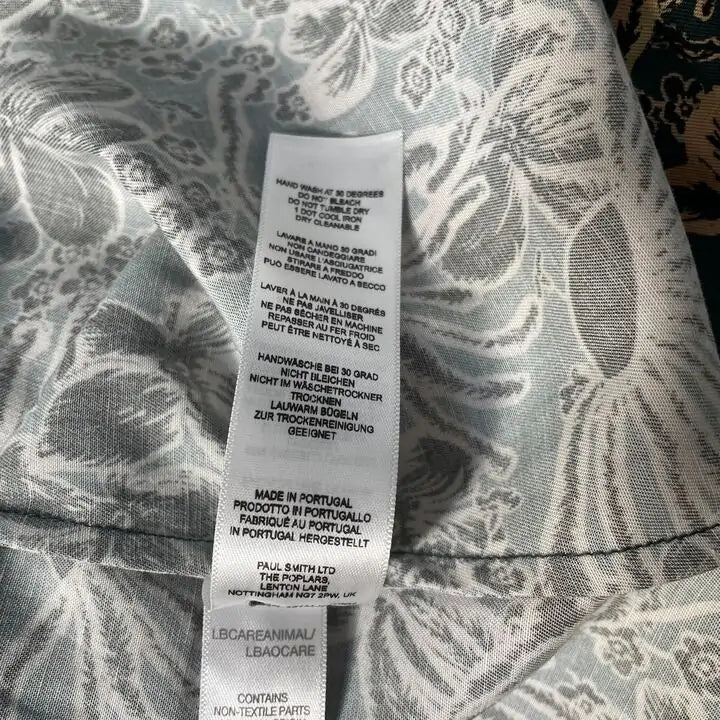 HAND WASH AT 30 DEGREES
DO NOT BLEACH
DO NOT TUMBLE DRY
1 DOT COOL IRON
DRY CLEANABLE
LAVARE A MANO 30 GRADI
NON CANDEGGIARE
NON USARE L'ASCIUGATRICE
STIRARE A FREDDO
PUÒ ESSERE LAVATO A SECCO
LAVER À LA MAIN À 30 DEGRÉS
NE PAS JAVELLISER
NE PAS SÉCHER EN MACHINE
REPASSER AU FER FROID
PEUT ÊTRE NETTOYÉ À SEC
HANDWÄSCHE BEI 30 GRAD
NICHT BLEICHEN
NICHT IM WÄSCHETROCKNER
TROCKNEN
LAUWARM BÜGELN
ZUR TROCKENREINIGUNG
GEEIGNET
MADE IN PORTUGAL
PRODOTTO IN PORTUGALLO
FABRIQUÉ AU PORTUGAL
IN PORTUGAL HERGESTELLT
PAUL SMITH LTD
THE POPLARS,
LENTON LANE
NOTTINGHAM NG7 2PW, UK
LBCAREANIMAL/
LBAOCARE
CONTAINS
NON-TEXTILE PARTS